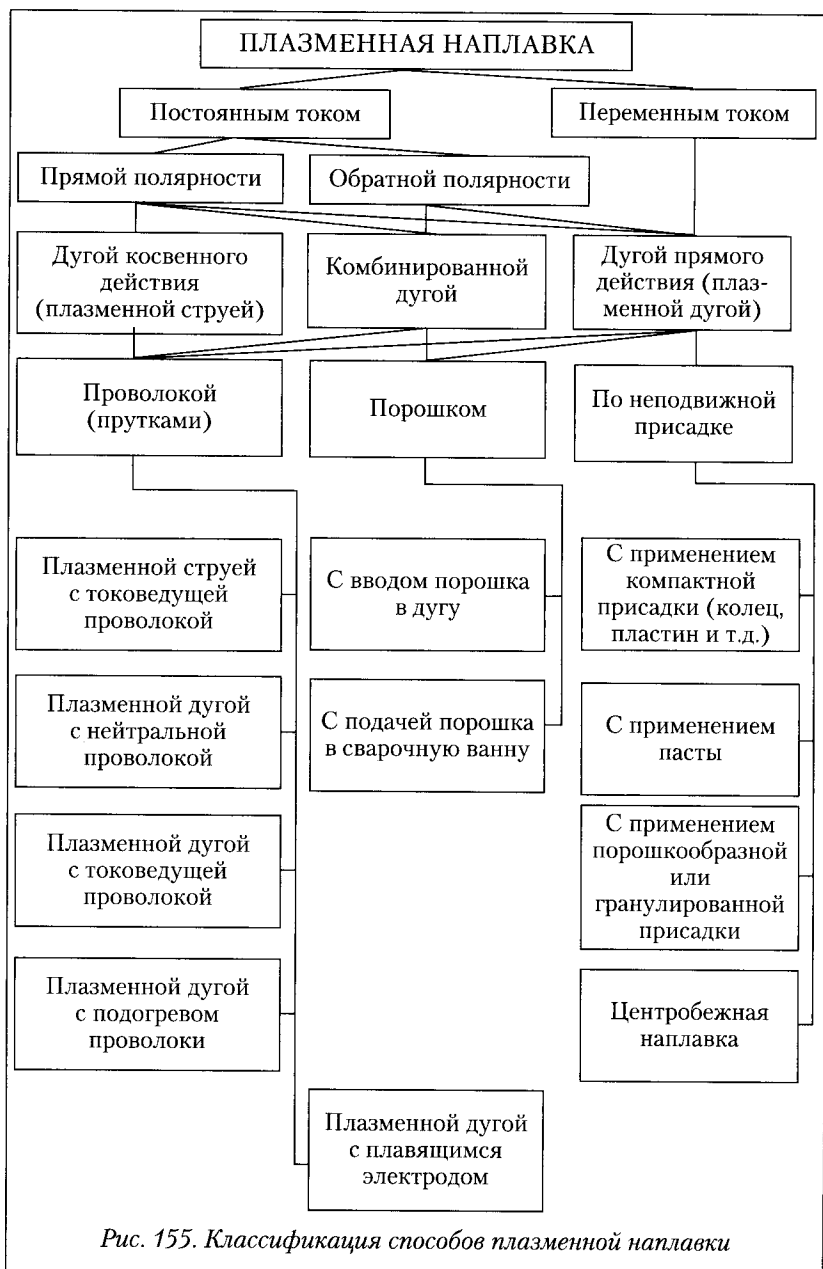 ПЛАЗМЕННАЯ НАПЛАВКА
Постоянным током
Переменным током
Прямой полярности
Обратной полярности
Дугой косвенного
действия
(плазменной струей)
Комбинированной
дугой
Дугой прямого
действия (плаз-
менной дугой)
Проволокой
(прутками)
Порошком
По неподвижной
присадке
Плазменной струей
с токоведущей
проволокой
С вводом порошка
в дугу
С применением
компактной
присадки (колец,
пластин и т.д.)
Плазменной дугой
с нейтральной
проволокой
С подачей порошка
в сварочную ванну
С применением
пасты
Плазменной дугой
с токоведущей
проволокой
С применением
порошкообразной
или
гранулированной
присадки
Плазменной дугой
с подогревом
проволоки
Центробежная
наплавка
Плазменной дугой
с плавящимся
электродом
Рис. 155. Классификация способов плазменной наплавки